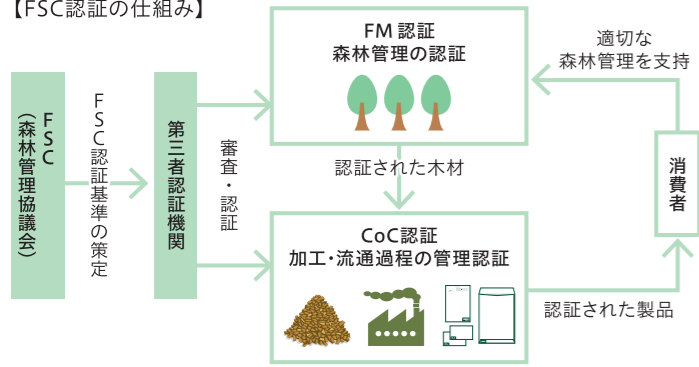 【FSC認証の仕組み】
FSC
（森林管理協議会）
FSC認証基準の策定
第三者認証機関
審査・認証
FM 認証
森林管理の認証
認証された木材
CoC認証
加工・流通過程の管理認証
認証された製品
消費者
適切な
森林管理を支持